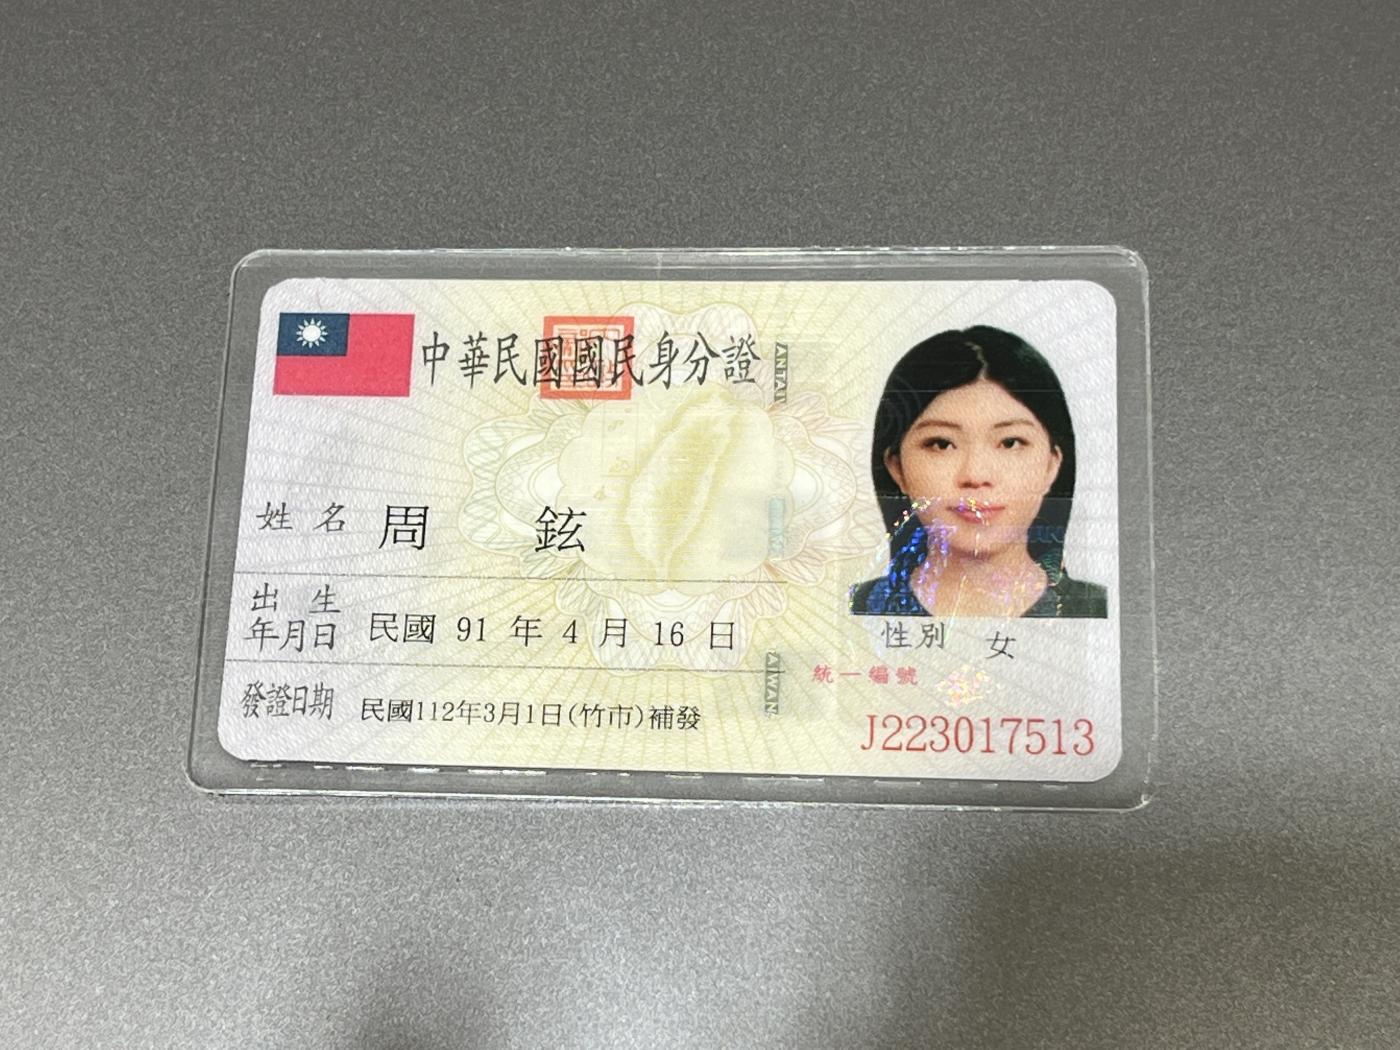 中華民國國民身分證
姓名 周 鉉
出生年月日 民國 91 年 4 月 16 日
發證日期 民國112年3月1日(竹市)補發
性別 女
統一編號
J223017513
TAIWAN